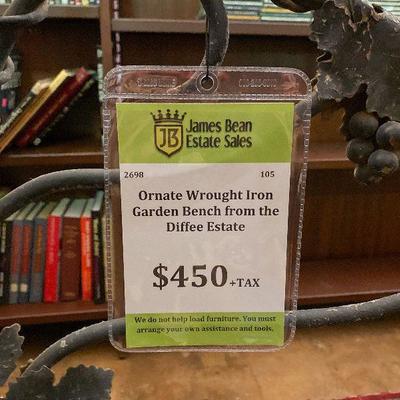 JB
James Bean
Estate Sales
2698 105
Ornate Wrought Iron
Garden Bench from the
Diffee Estate
$450+TAX
We do not help load furniture. You must
arrange your own assistance and tools.